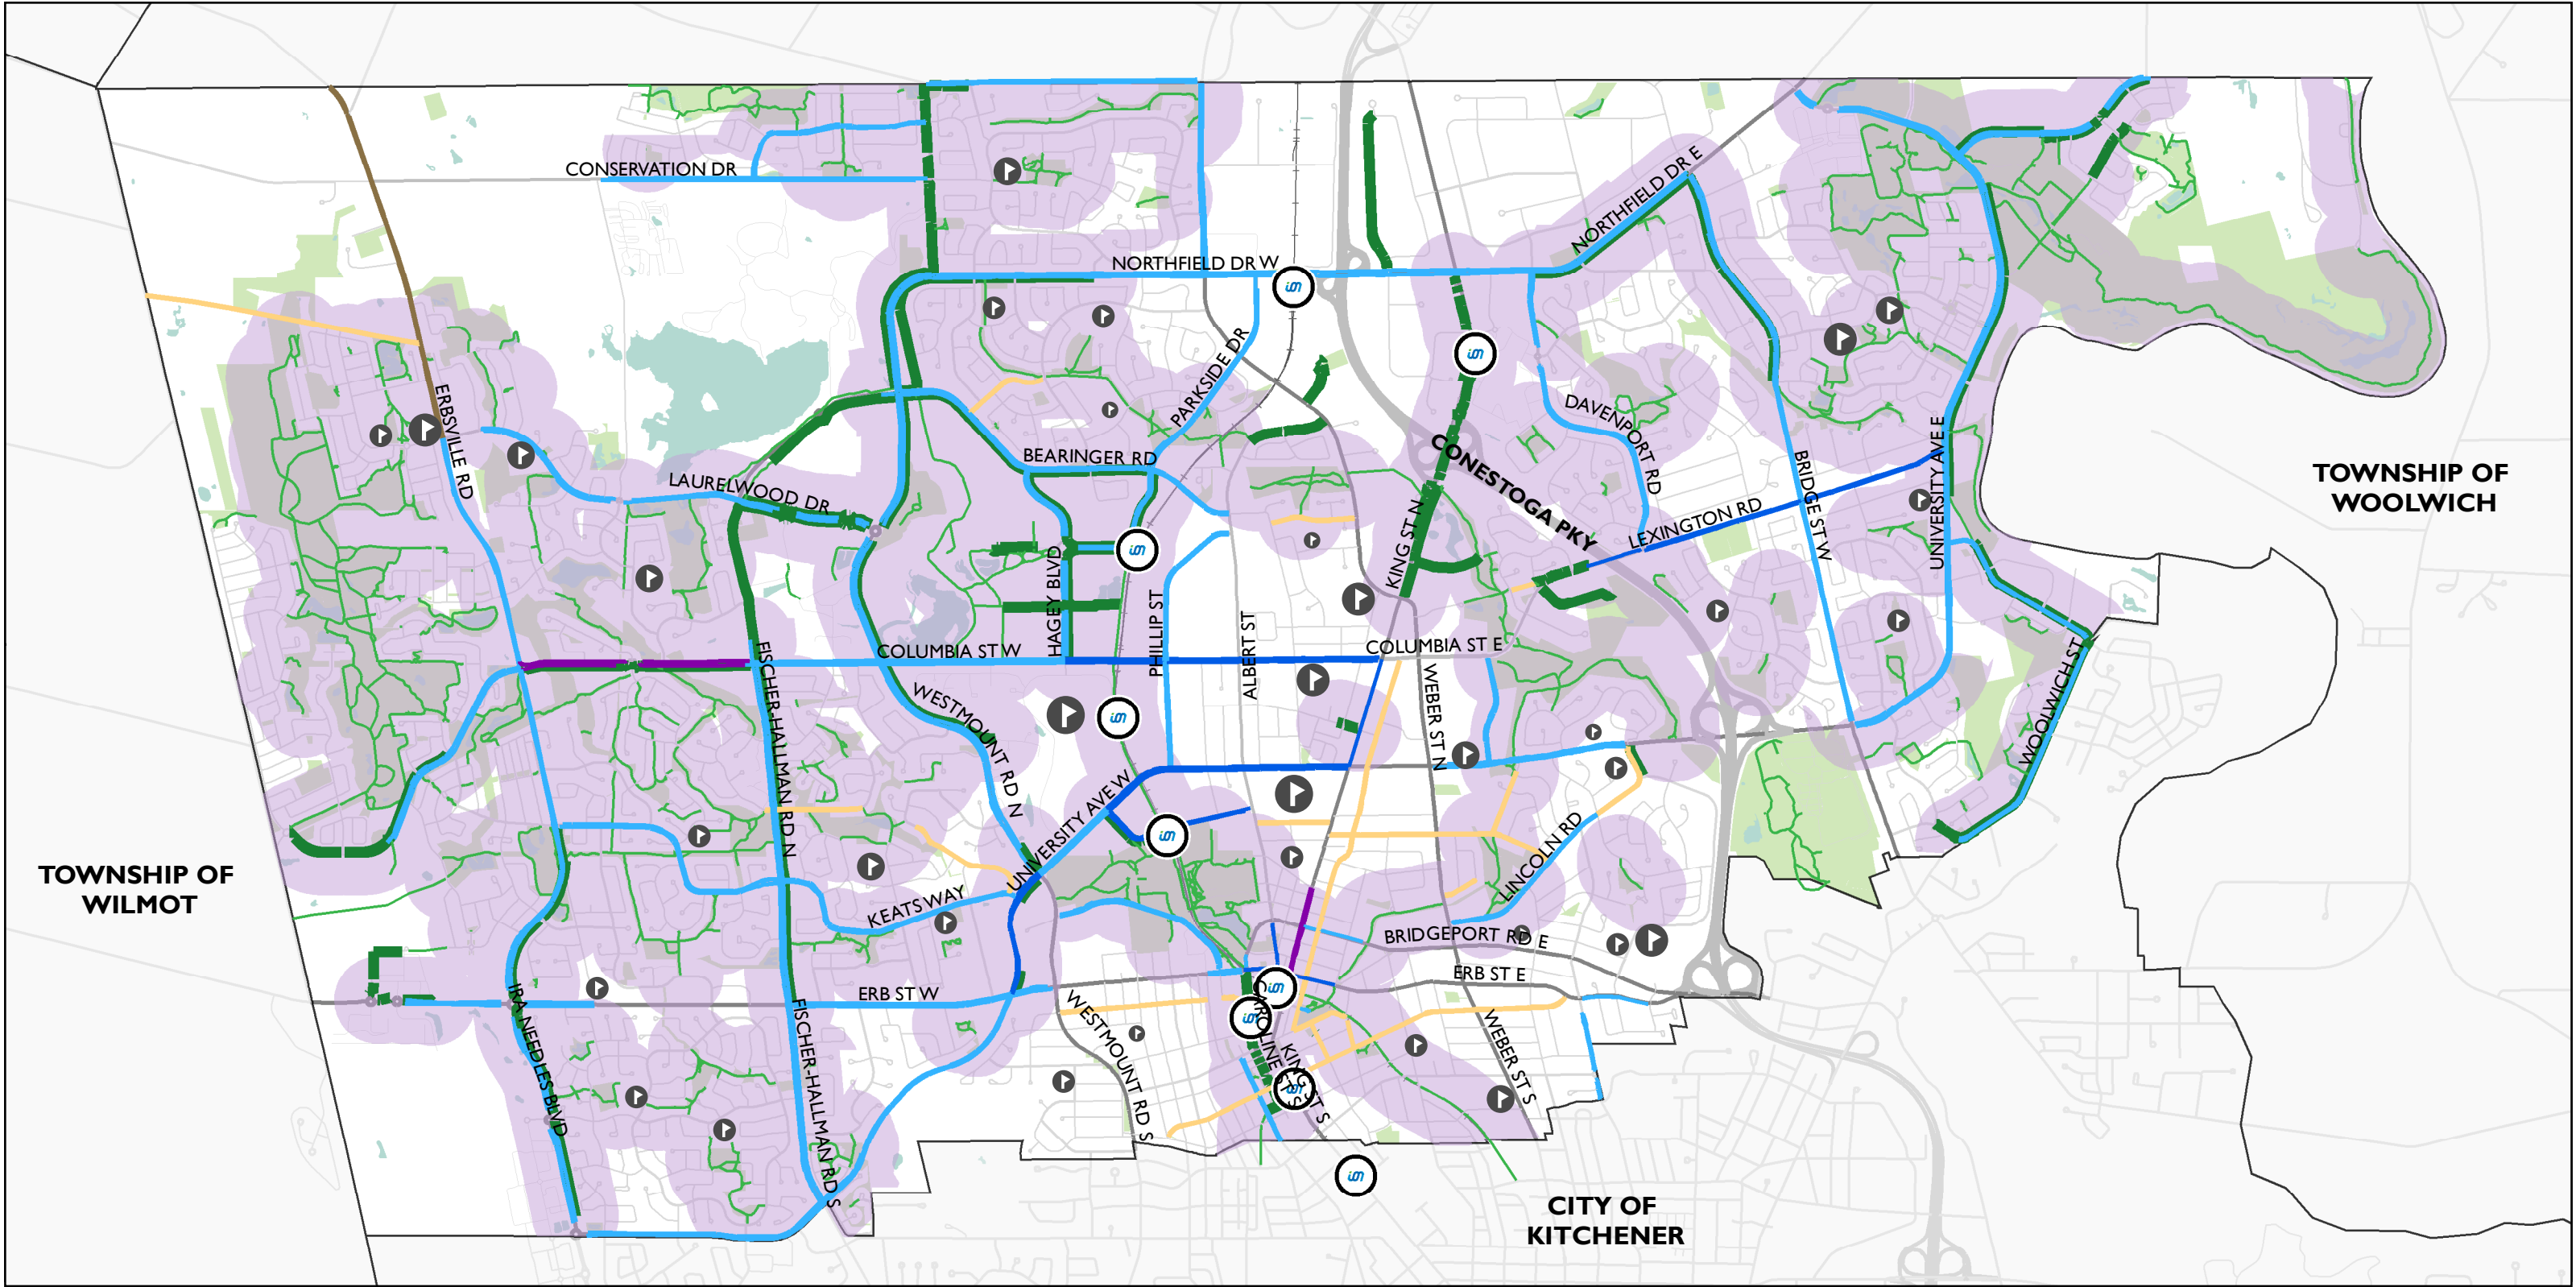 CONSERVATION DR
NORTHFIELD DR E
NORTHFIELD DR W
PARKSIDE DR
ERBSVILLE RD
DAVENPORT RD
CONESTOGA PKY
BEARINGER RD
LAURELWOOD DR
BRIDGE ST W
UNIVERSITY AVE E
TOWNSHIP OF
WOOLWICH
LEXINGTON RD
KING ST N
HAGEY BLVD
PHILLIP ST
ALBERT ST
COLUMBIA ST W
COLUMBIA ST E
FISCHER-HALLMAN RD N
WESTMOUNT RD N
WEBER ST N
WOOLWICH ST
UNIVERSITY AVE W
LINCOLN RD
TOWNSHIP OF
WILMOT
KEATS WAY
BRIDGEPORT RD E
ERB ST E
ERB ST W
IRA NEEDLES BLVD
FISCHER-HALLMAN RD S
WESTMOUNT RD S
CAROLINE ST S
KING ST S
WEBER ST S
CITY OF
KITCHENER